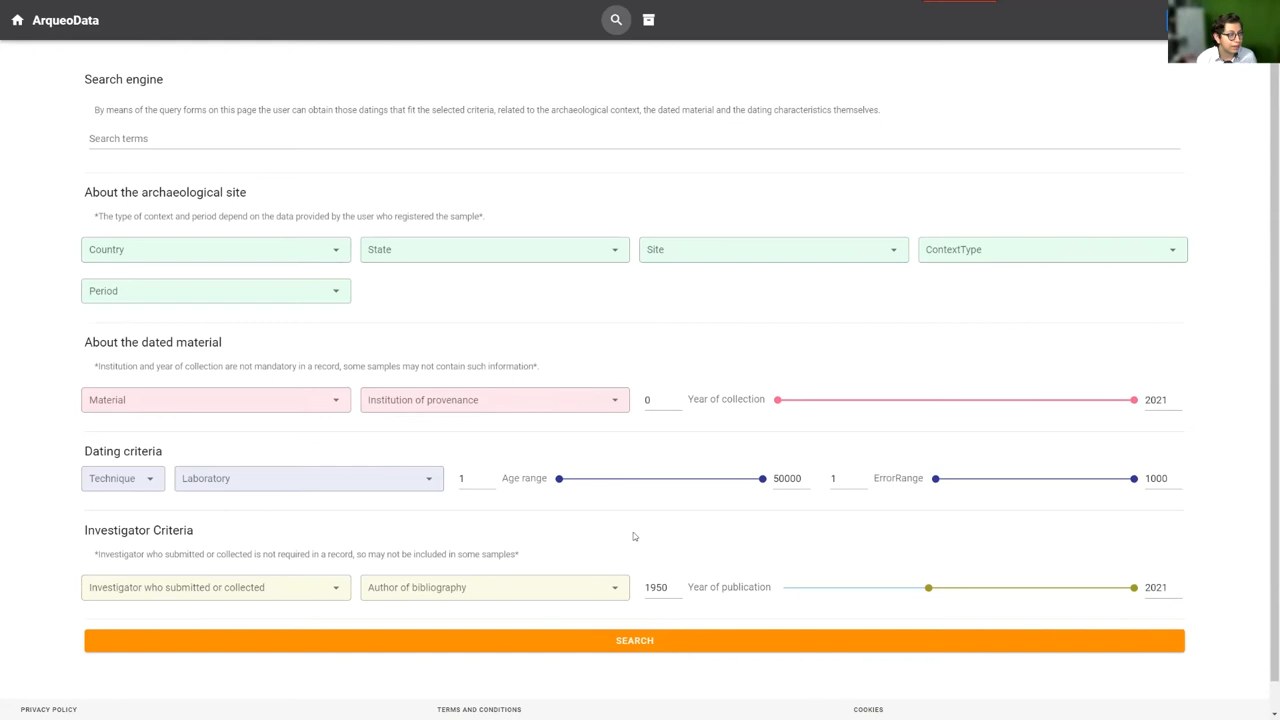 ArqueoData
Search engine
By means of the query forms on this page the user can obtain those datings that fit the selected criteria, related to the archaeological context, the dated material and the dating characteristics themselves.
Search terms
About the archaeological site
*The type of context and period depend on the data provided by the user who registered the sample*.
Country State Site ContextType
Period
About the dated material
*Institution and year of collection are not mandatory in a record, some samples may not contain such information*.
Material Institution of provenance 0 Year of collection 2021
Dating criteria
Technique Laboratory 1 Age range 50000 1 ErrorRange 1000
Investigator Criteria
*Investigator who submitted or collected is not required in a record, so may not be included in some samples*
Investigator who submitted or collected Author of bibliography 1950 Year of publication 2021
SEARCH
PRIVACY POLICY TERMS AND CONDITIONS COOKIES